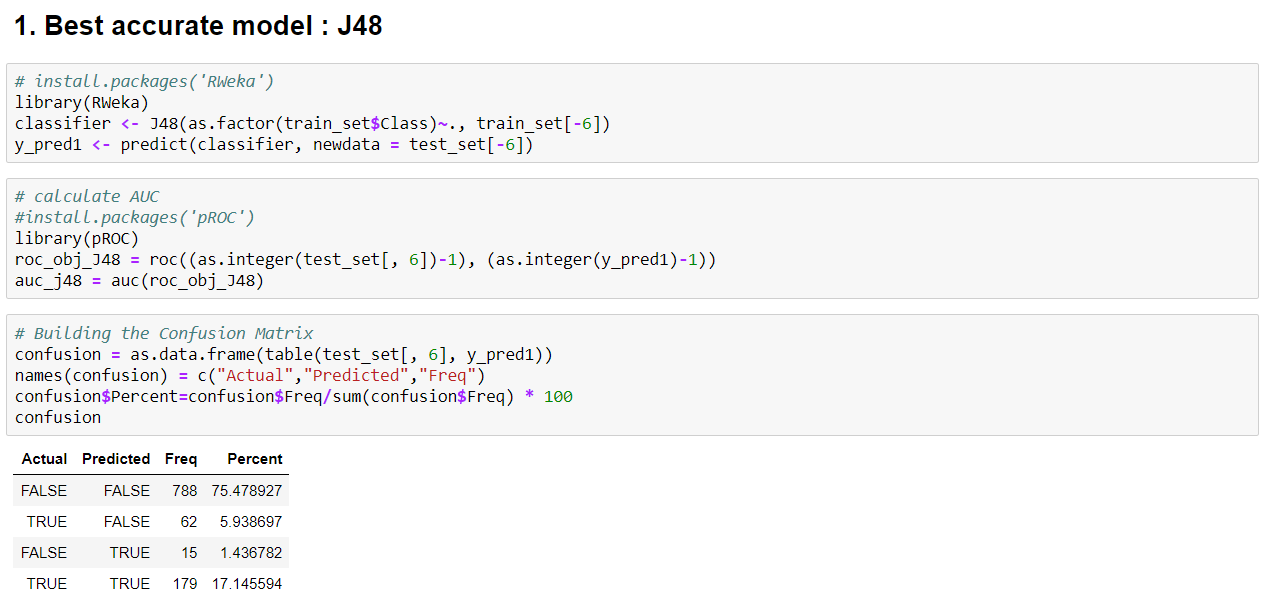 1. Best accurate model : J48
# install.packages('RWeka')
library(RWeka)
classifier <- J48(as.factor(train_set$Class)~., train_set[-6])
y_pred1 <- predict(classifier, newdata = test_set[-6])
# calculate AUC
#install.packages('pROC')
library(pROC)
roc_obj_J48 = roc((as.integer(test_set[, 6])-1), (as.integer(y_pred1)-1))
auc_j48 = auc(roc_obj_J48)
# Building the Confusion Matrix
confusion = as.data.frame(table(test_set[, 6], y_pred1))
names(confusion) = c("Actual","Predicted","Freq")
confusion$Percent=confusion$Freq/sum(confusion$Freq) * 100
confusion
Actual Predicted Freq Percent
FALSE FALSE 788 75.478927
TRUE FALSE 62 5.938697
FALSE TRUE 15 1.436782
TRUE TRUE 179 17.145594